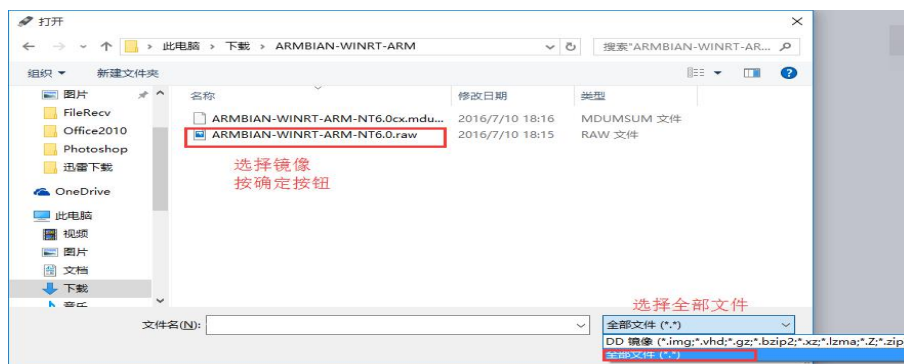 打开
此电脑 > 下载 > ARMBIAN-WINRT-ARM
搜索"ARMBIAN-WINRT-AR...
组织 新建文件夹
名称 修改日期 类型
图片
FileRecv
Office2010
Photoshop
迅雷下载
OneDrive
此电脑
视频
图片
文档
下载
音乐
ARMBIAN-WINRT-ARM-NT6.0cx.mdu... 2016/7/10 18:16 MDUMSUM 文件
ARMBIAN-WINRT-ARM-NT6.0.raw 2016/7/10 18:15 RAW 文件
选择镜像
按确定按钮
选择全部文件
文件名(N): 全部文件 (*.*)
DD 镜像 (*.img;*.vhd;*.gz;*.bzip2;*.xz;*.lzma;*.Z;*.zip
全部文件 (*.*)